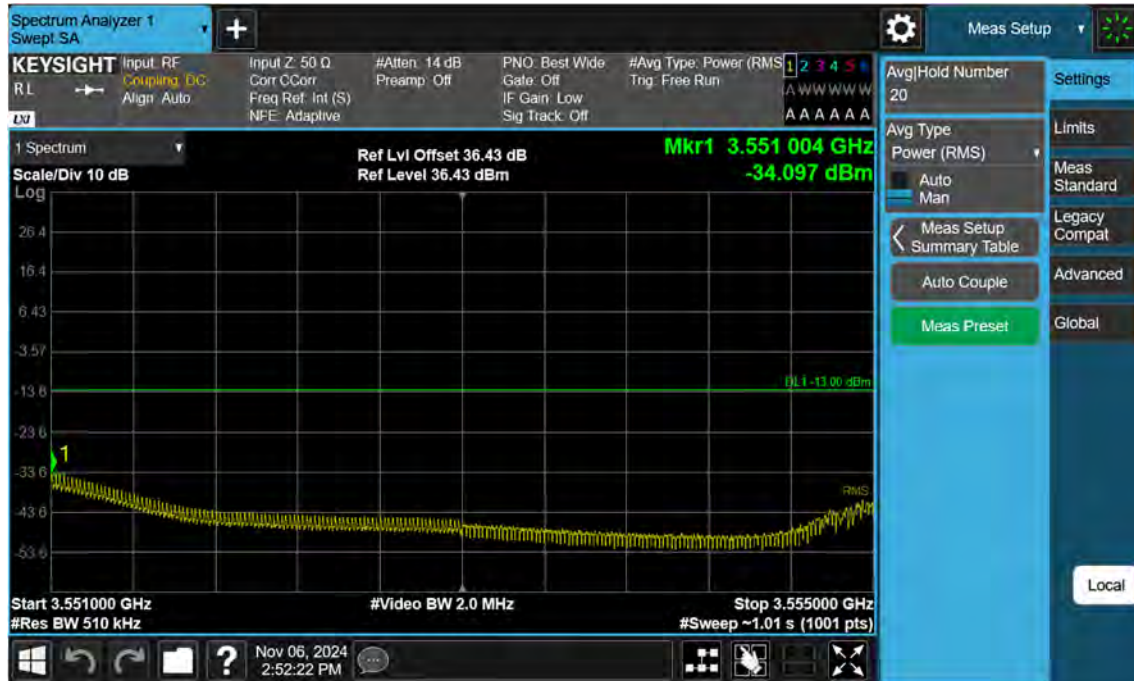 Spectrum Analyzer 1
Swept SA
Meas Setup
KEYSIGHT
RL
LXI
Input: RF
Coupling: DC
Align: Auto
Input Z: 50 Ω
Corr CCorr
Freq Ref: Int (S)
NFE: Adaptive
#Atten: 14 dB
Preamp: Off
PNO: Best Wide
Gate: Off
IF Gain: Low
Sig Track: Off
#Avg Type: Power (RMS
Trig: Free Run
1 2 3 4 5 6
A W W W W W
A A A A A A
1 Spectrum
Scale/Div 10 dB
Log
Ref Lvl Offset 36.43 dB
Ref Level 36.43 dBm
Mkr1 3.551 004 GHz
-34.097 dBm
26.4
16.4
6.43
-3.57
-13.6
-23.6
-33.6
-43.6
-53.6
DL1 -13.00 dBm
1
RMS
Start 3.551000 GHz
#Res BW 510 kHz
#Video BW 2.0 MHz
Stop 3.555000 GHz
#Sweep ~1.01 s (1001 pts)
Nov 06, 2024
2:52:22 PM
?
Avg|Hold Number
20
Avg Type
Power (RMS)
Auto
Man
Meas Setup
Summary Table
Auto Couple
Meas Preset
Settings
Limits
Meas
Standard
Legacy
Compat
Advanced
Global
Local